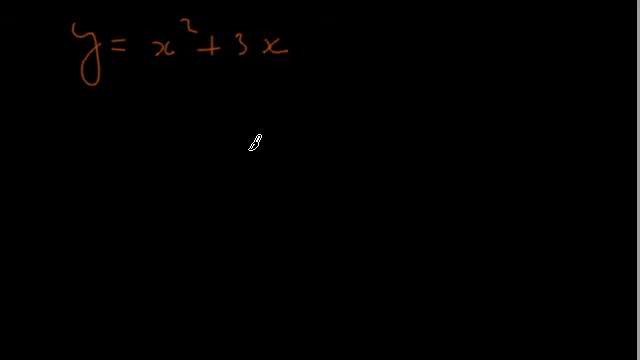 y = x² + 3x